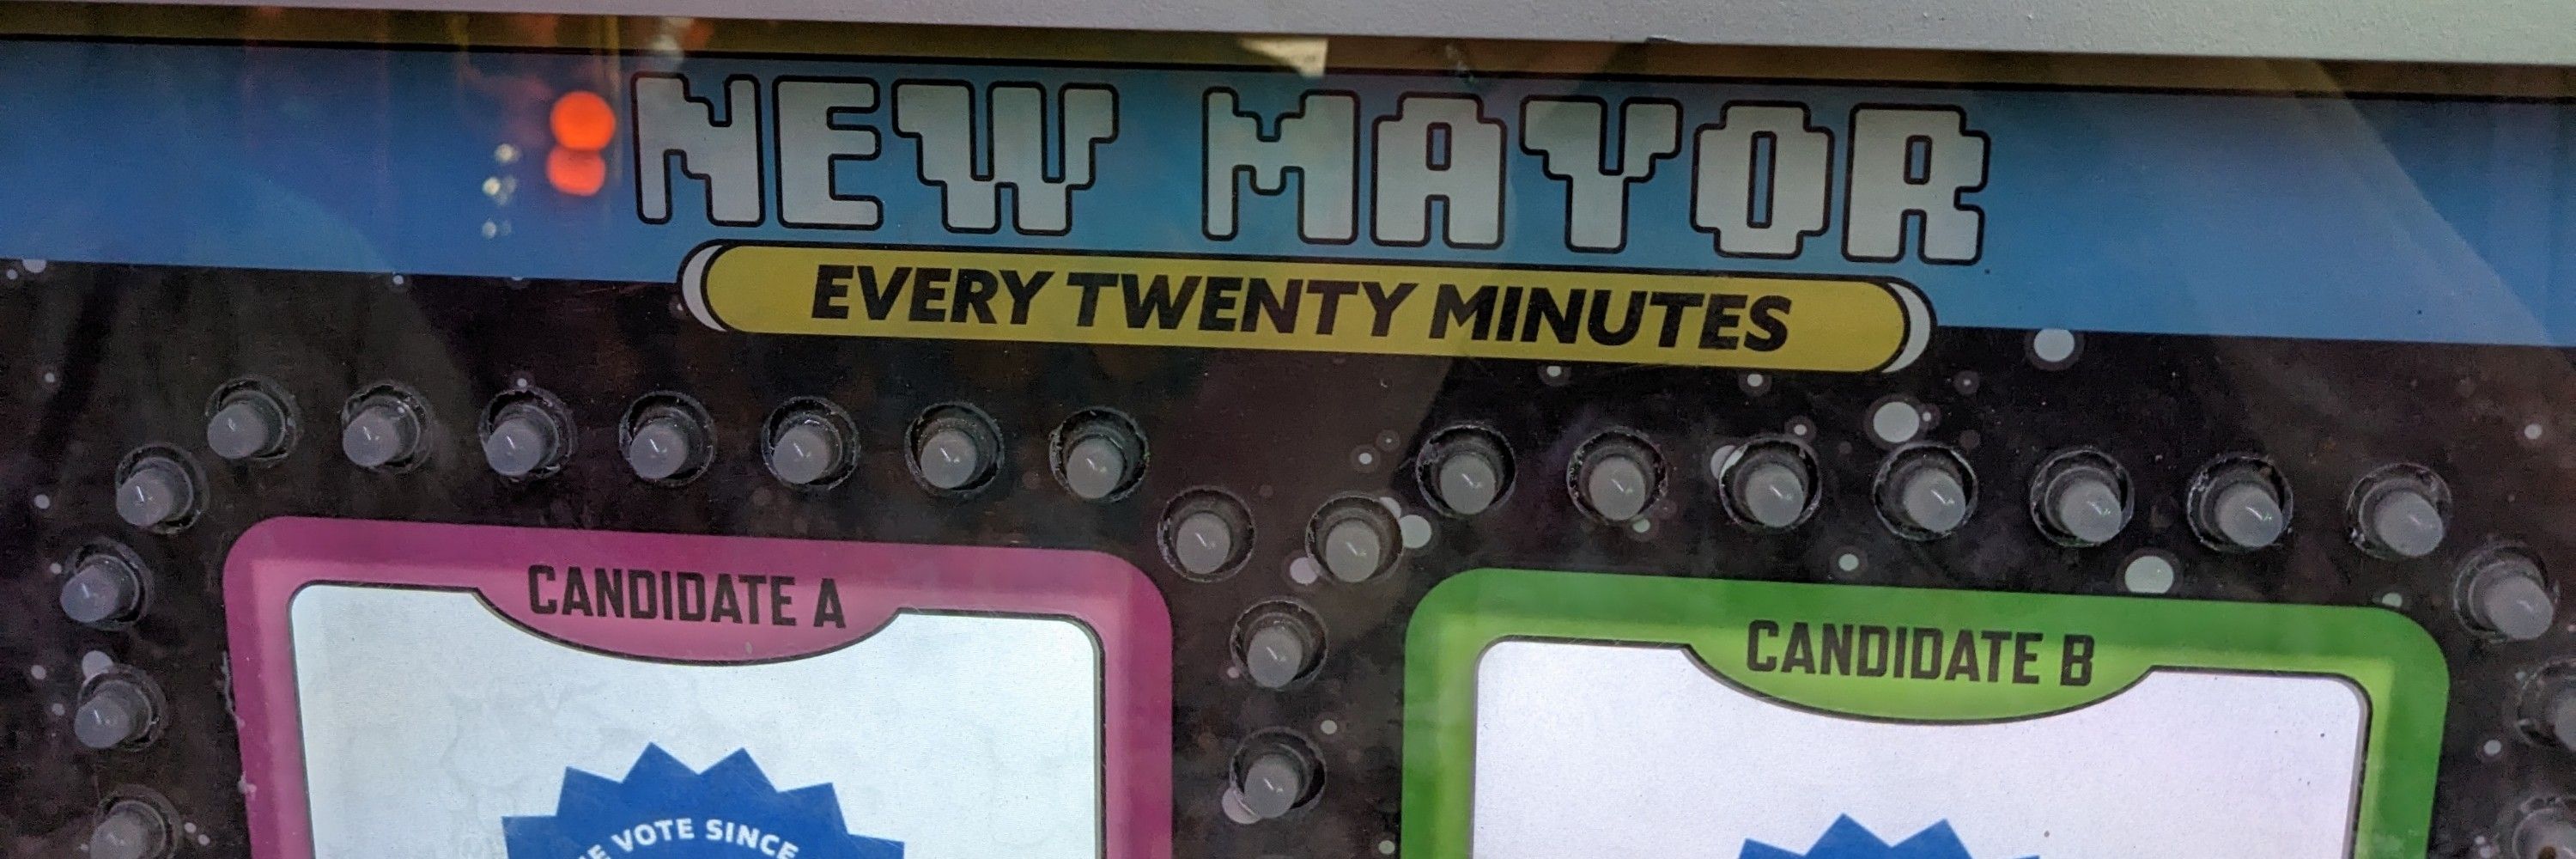 NEW MAYOR
EVERY TWENTY MINUTES
CANDIDATE A
CANDIDATE B
VOTE SINCE